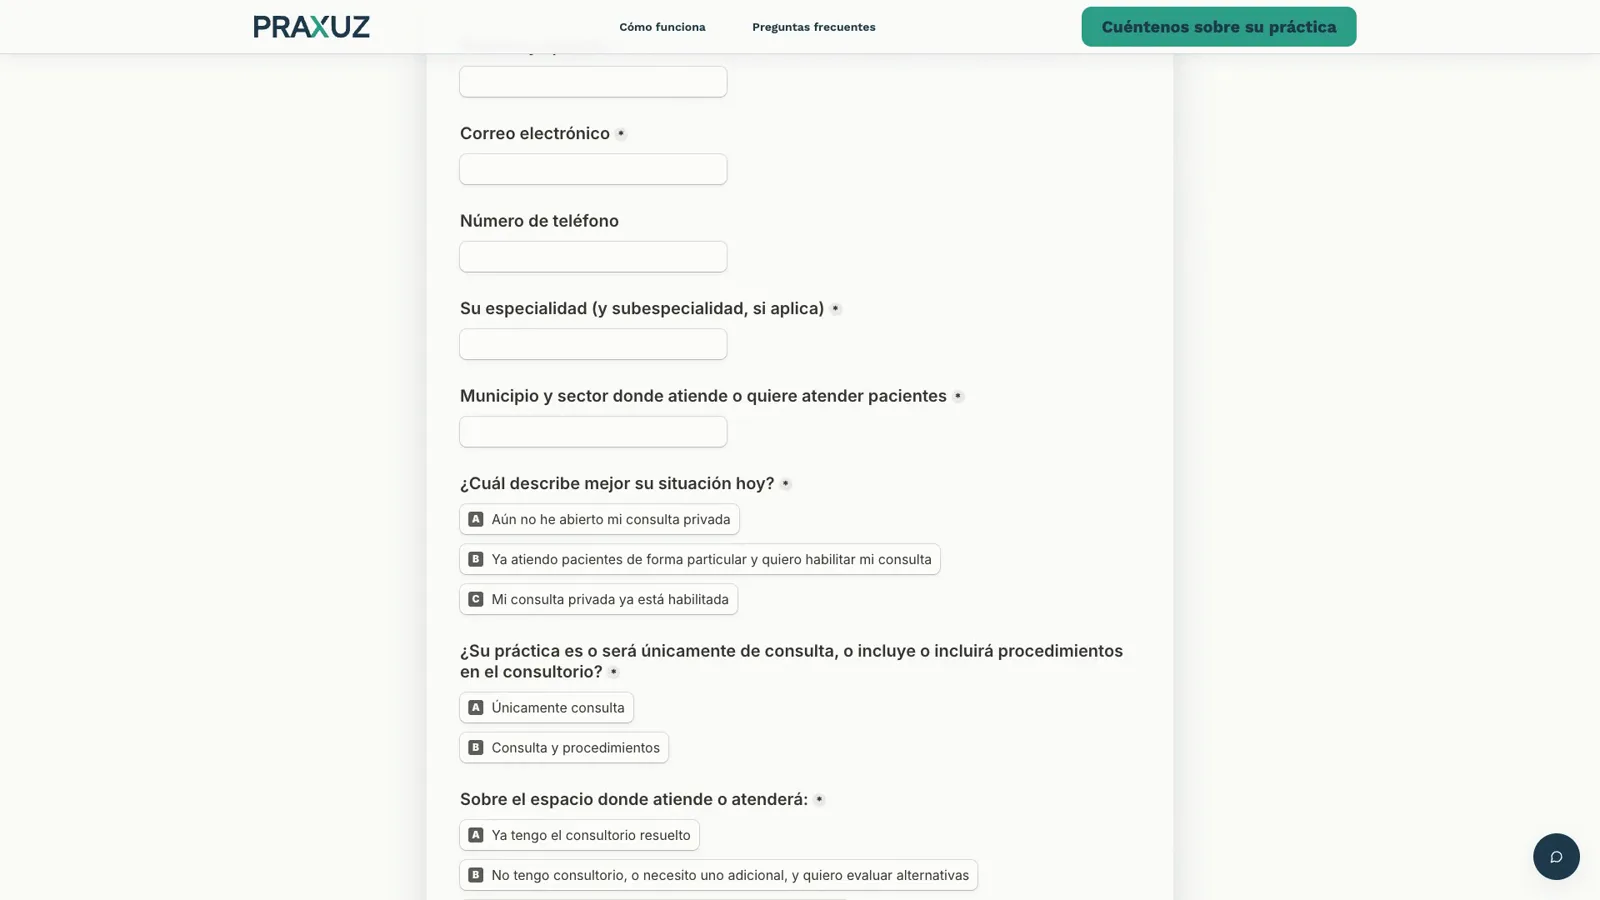 PRAXUZ
Cómo funciona
Preguntas frecuentes
Cuéntenos sobre su práctica
Correo electrónico *
Número de teléfono
Su especialidad (y subespecialidad, si aplica) *
Municipio y sector donde atiende o quiere atender pacientes *
¿Cuál describe mejor su situación hoy? *
A Aún no he abierto mi consulta privada
B Ya atiendo pacientes de forma particular y quiero habilitar mi consulta
C Mi consulta privada ya está habilitada
¿Su práctica es o será únicamente de consulta, o incluye o incluirá procedimientos
en el consultorio? *
A Únicamente consulta
B Consulta y procedimientos
Sobre el espacio donde atiende o atenderá: *
A Ya tengo el consultorio resuelto
B No tengo consultorio, o necesito uno adicional, y quiero evaluar alternativas